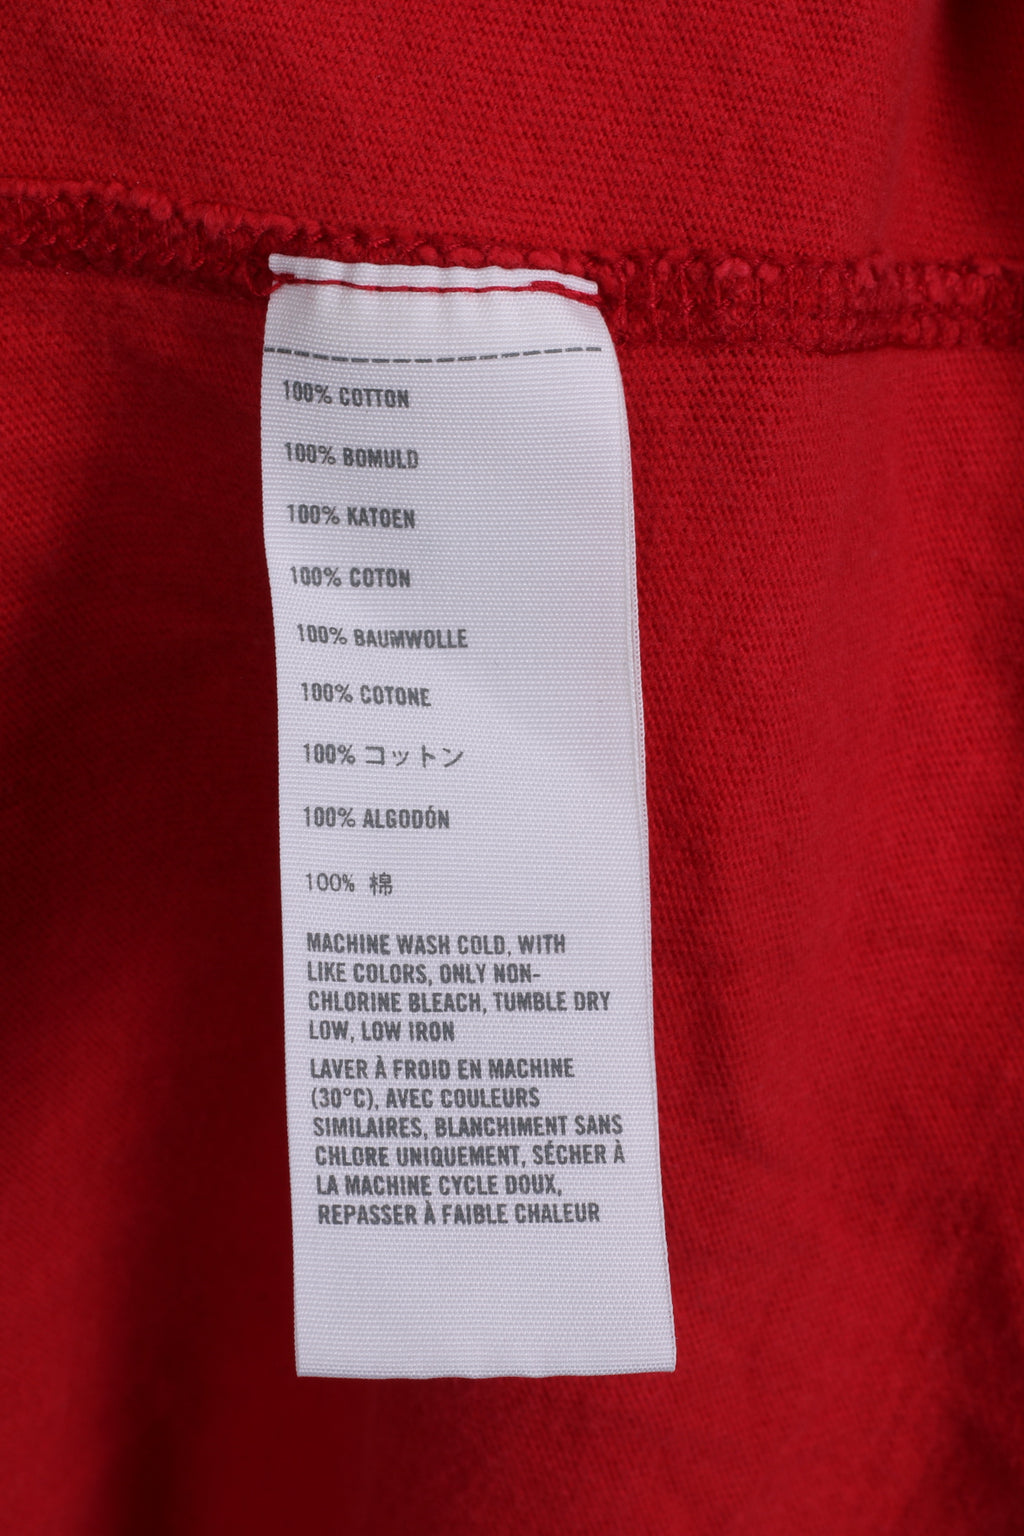 100% COTTON
100% BOMULD
100% KATOEN
100% COTON
100% BAUMWOLLE
100% COTONE
100% コットン
100% ALGODÓN
100% 棉
MACHINE WASH COLD, WITH
LIKE COLORS, ONLY NON-
CHLORINE BLEACH, TUMBLE DRY
LOW, LOW IRON
LAVER À FROID EN MACHINE
(30°C), AVEC COULEURS
SIMILAIRES, BLANCHIMENT SANS
CHLORE UNIQUEMENT, SÉCHER À
LA MACHINE CYCLE DOUX,
REPASSER À FAIBLE CHALEUR